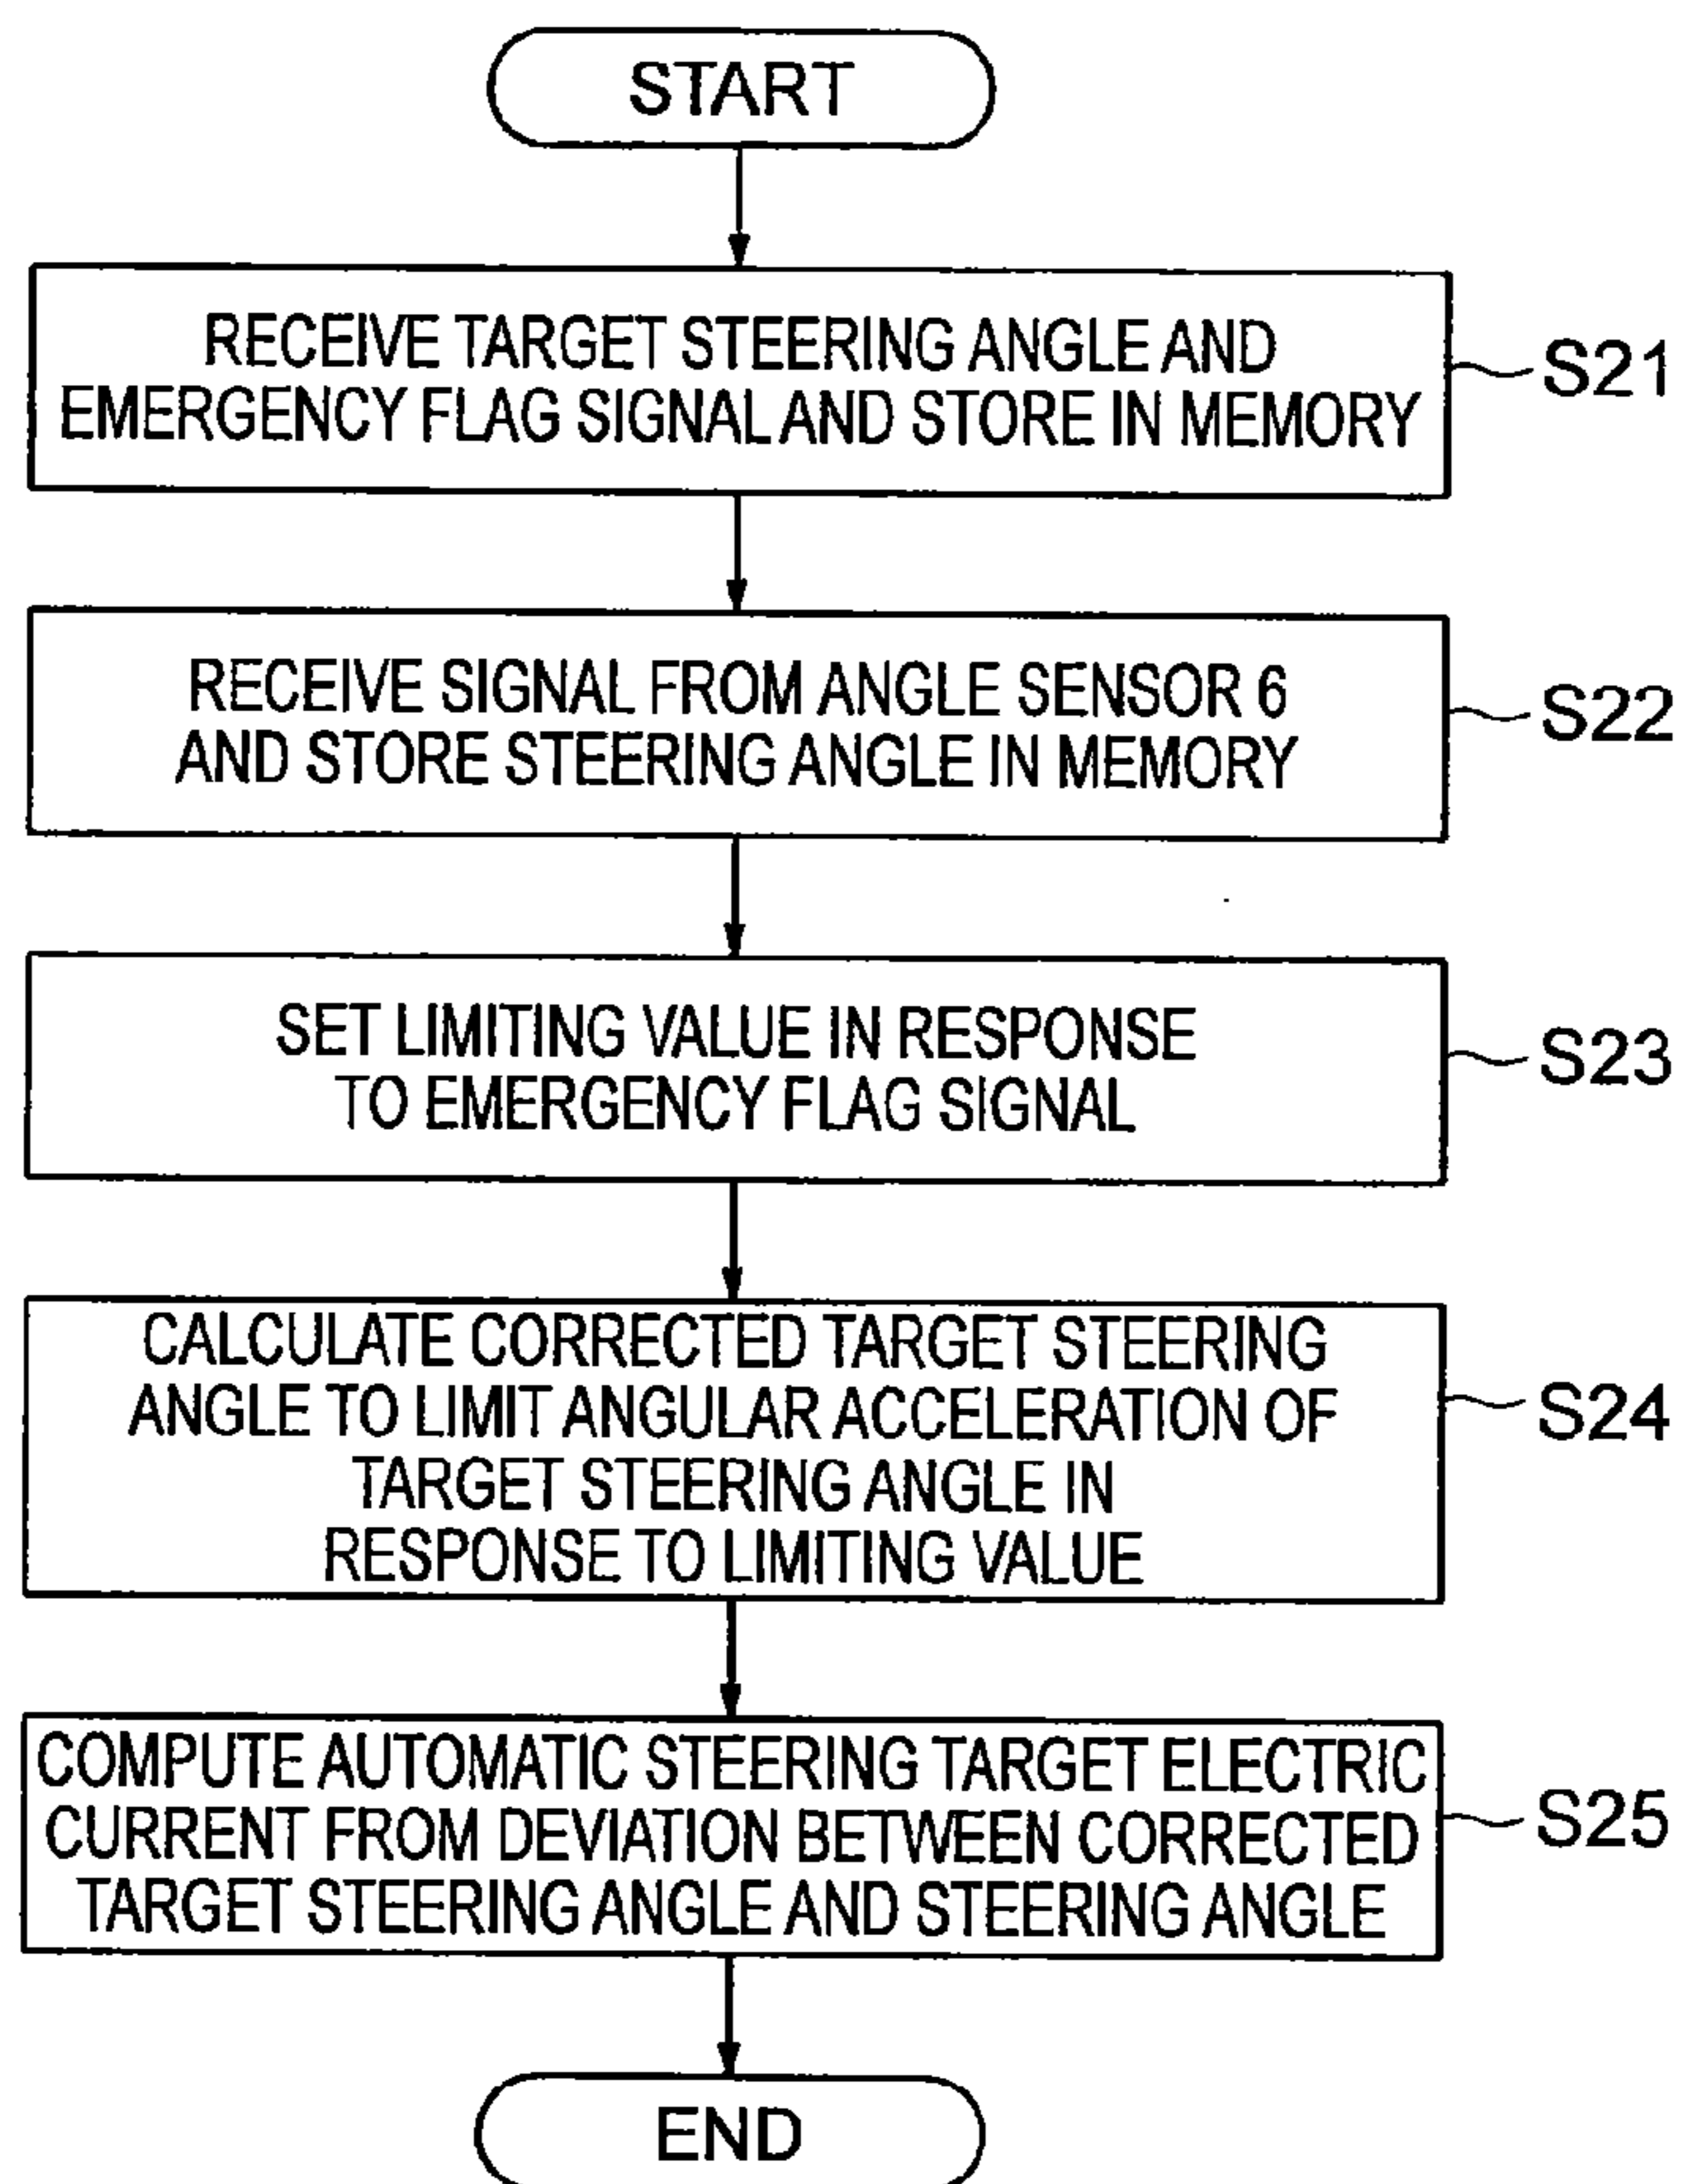 START
RECEIVE TARGET STEERING ANGLE AND
EMERGENCY FLAG SIGNAL AND STORE IN MEMORY
S21
RECEIVE SIGNAL FROM ANGLE SENSOR 6
AND STORE STEERING ANGLE IN MEMORY
S22
SET LIMITING VALUE IN RESPONSE
TO EMERGENCY FLAG SIGNAL
S23
CALCULATE CORRECTED TARGET STEERING
ANGLE TO LIMIT ANGULAR ACCELERATION OF
TARGET STEERING ANGLE IN
RESPONSE TO LIMITING VALUE
S24
COMPUTE AUTOMATIC STEERING TARGET ELECTRIC
CURRENT FROM DEVIATION BETWEEN CORRECTED
TARGET STEERING ANGLE AND STEERING ANGLE
S25
END